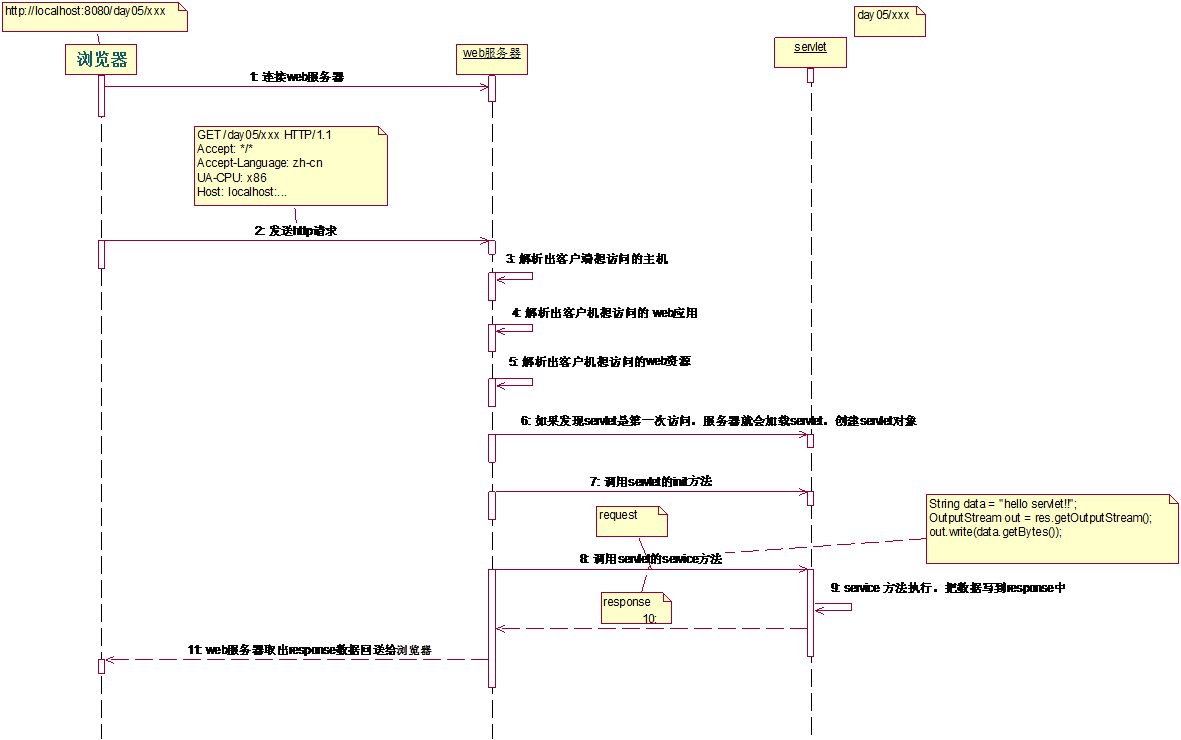 http://localhost:8080/day05/xxx
day05/xxx
浏览器
web服务器
servlet
1: 连接web服务器
GET /day05/xxx HTTP/1.1
Accept: */*
Accept-Language: zh-cn
UA-CPU: x86
Host: localhost:...
2: 发送http请求
3: 解析出客户端想访问的主机
4: 解析出客户机想访问的 web应用
5: 解析出客户机想访问的web资源
6: 如果发现servlet是第一次访问，服务器就会加载servlet，创建servlet对象
7: 调用servlet的init方法
String data = "hello servlet!!";
OutputStream out = res.getOutputStream();
out.write(data.getBytes());
request
8: 调用servlet的service方法
9: service 方法执行，把数据写到response中
response
10:
11: web服务器取出response数据回送给浏览器